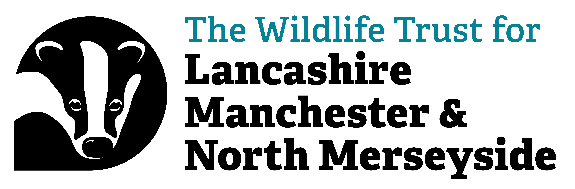 The Wildlife Trust for
Lancashire
Manchester &
North Merseyside